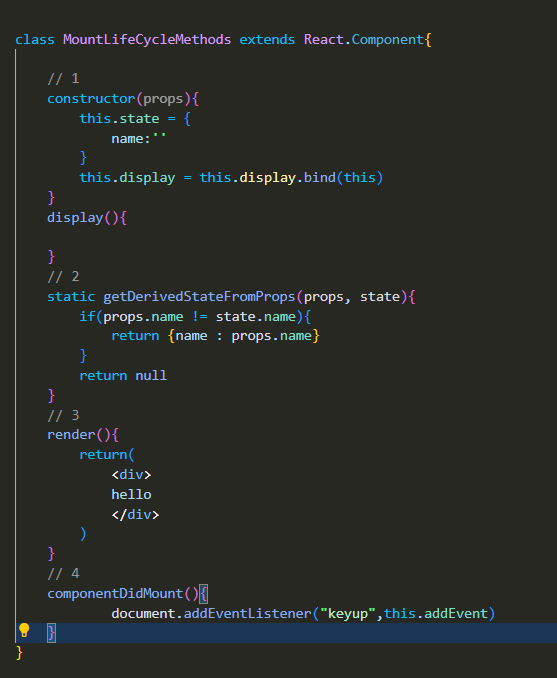 class MountLifeCycleMethods extends React.Component{
// 1
constructor(props){
this.state = {
name:''
}
this.display = this.display.bind(this)
}
display(){
}
// 2
static getDerivedStateFromProps(props, state){
if(props.name != state.name){
return {name : props.name}
}
return null
}
// 3
render(){
return(
<div>
hello
</div>
)
}
// 4
componentDidMount(){
document.addEventListener("keyup",this.addEvent)
}
}